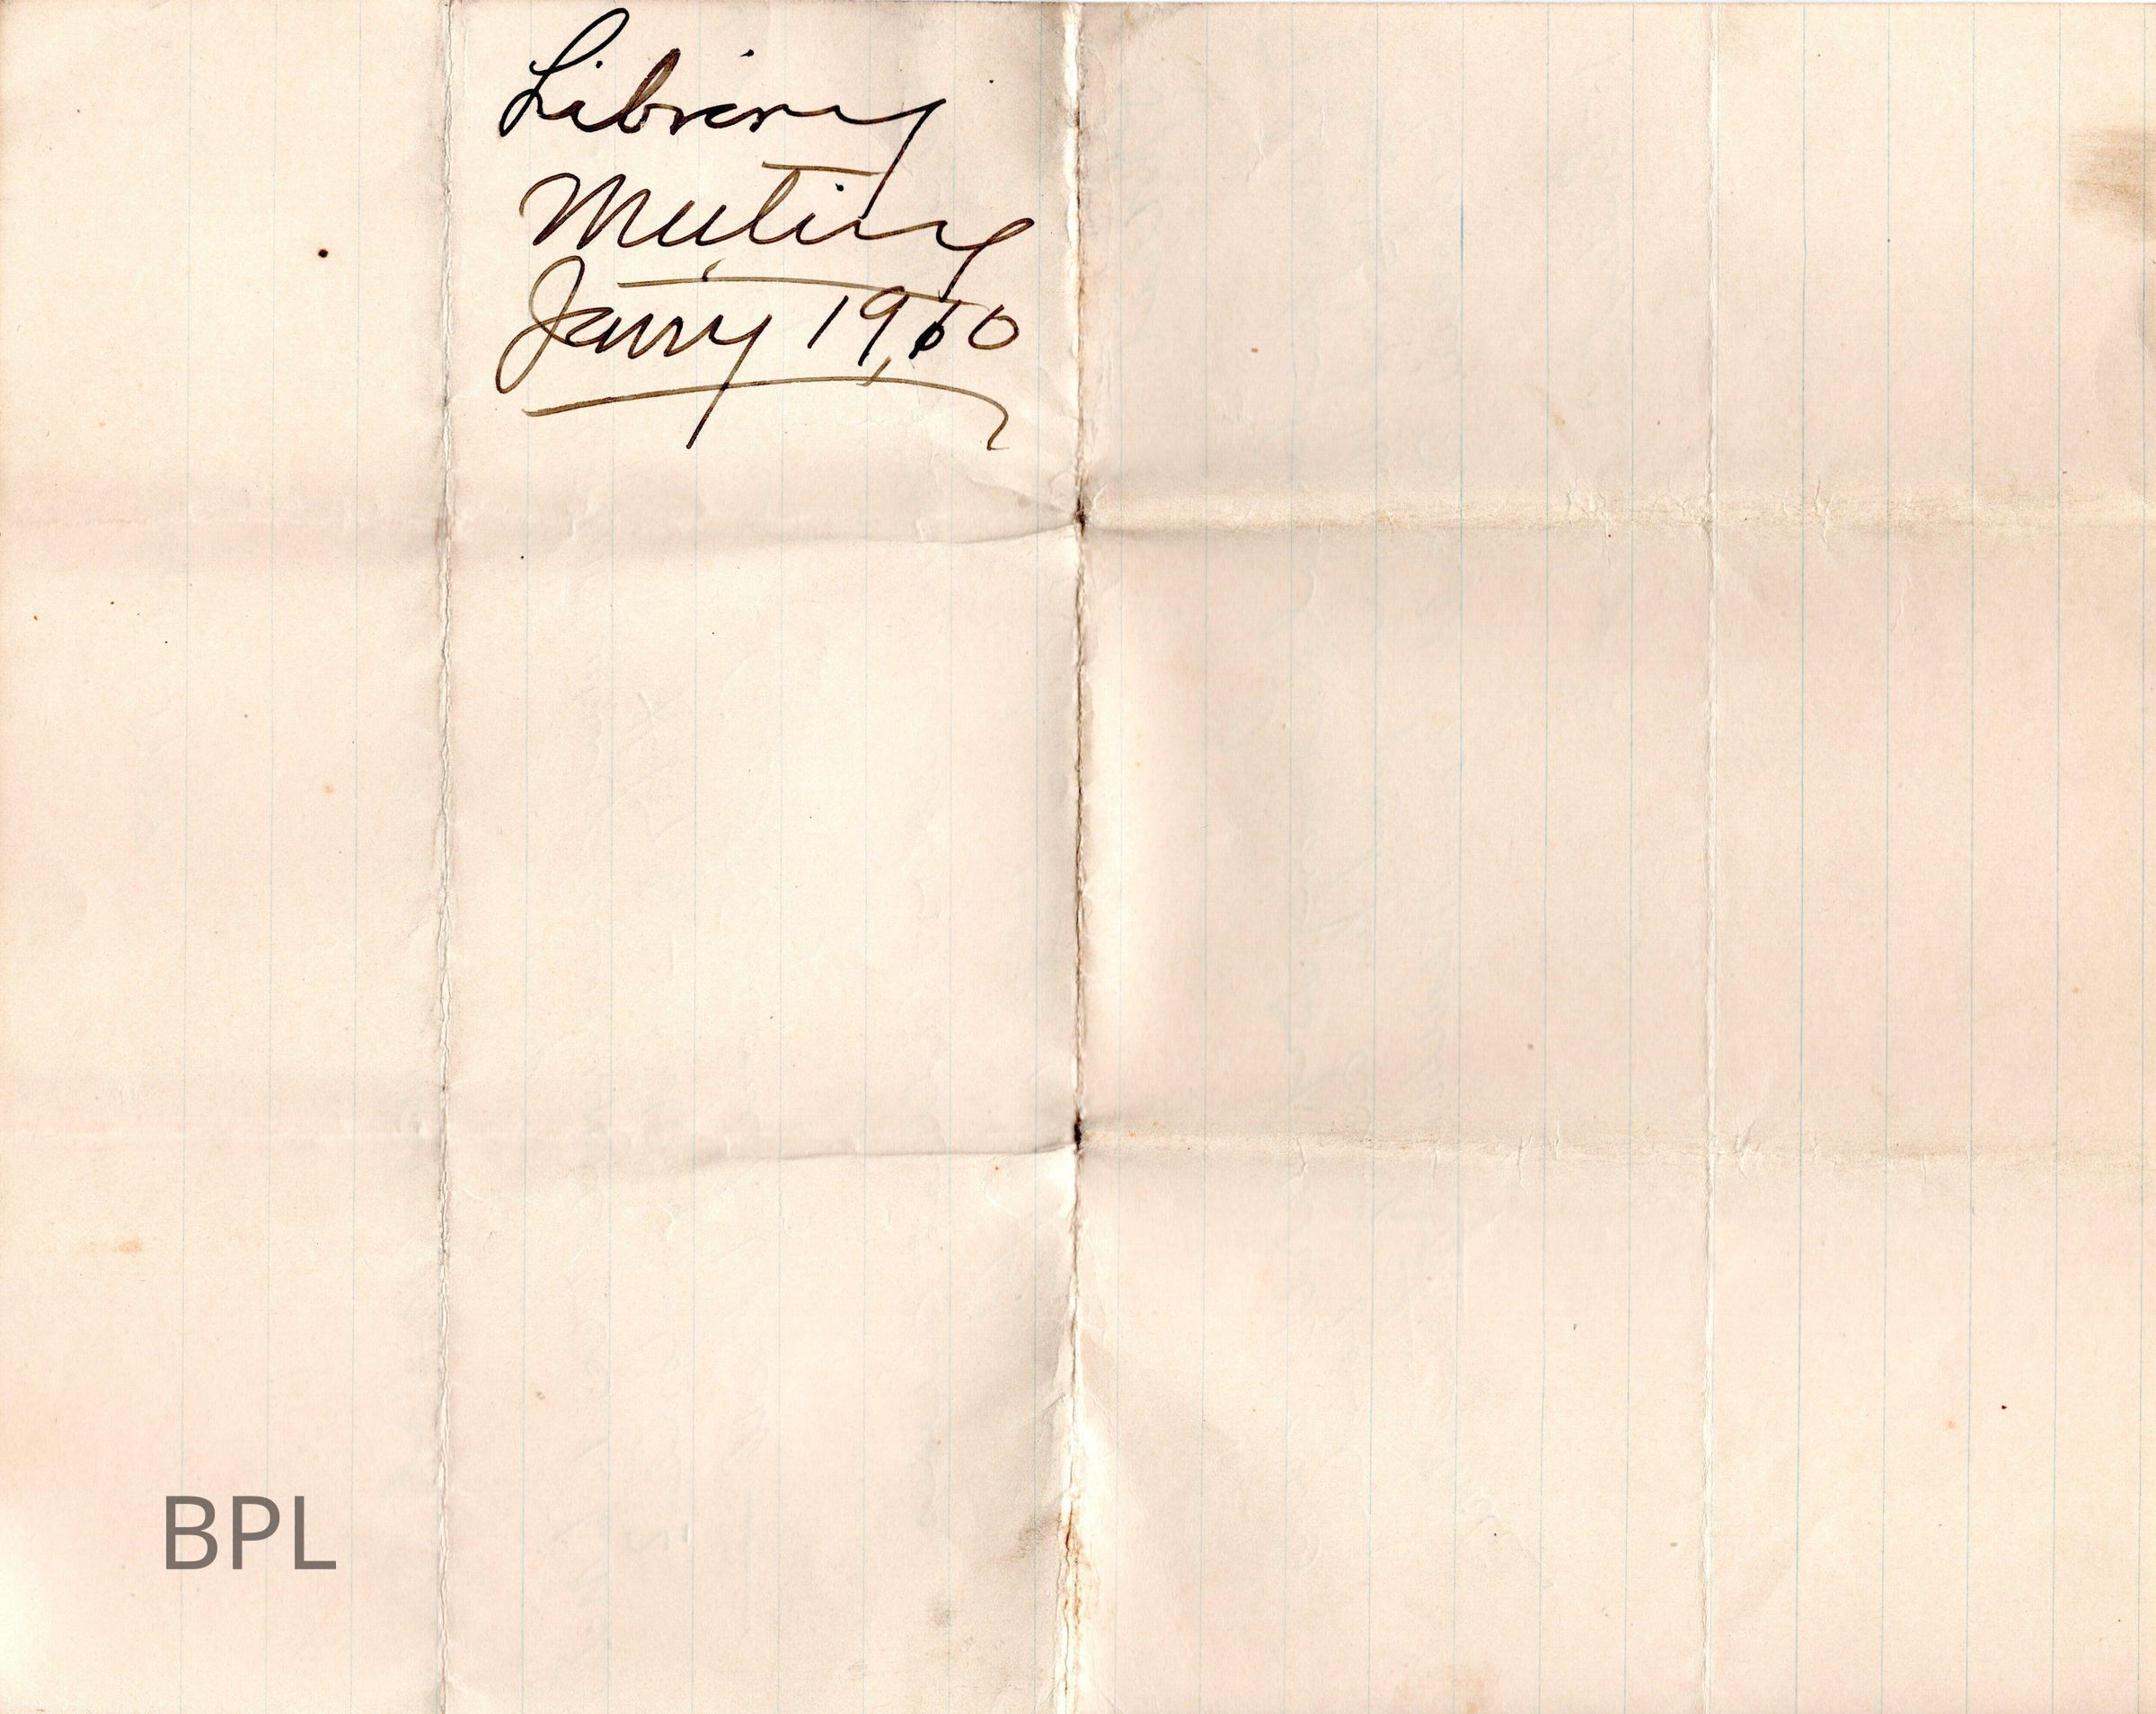 Library
Meeting
Jany 1900
BPL